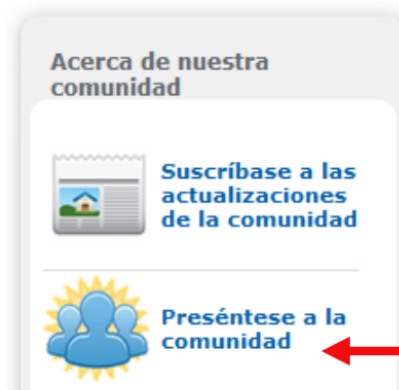 Acerca de nuestra
comunidad
Suscríbase a las
actualizaciones
de la comunidad
Preséntese a la
comunidad